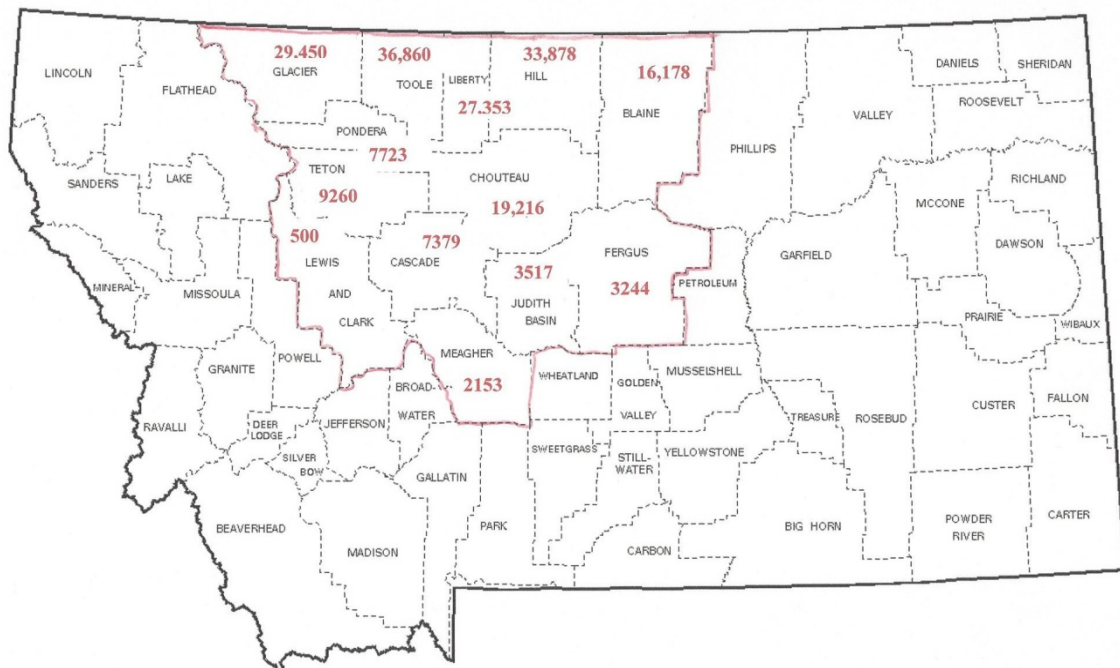 29.450
36,860
33,878
16,178
LINCOLN
FLATHEAD
GLACIER
TOOLE
LIBERTY
HILL
BLAINE
DANIELS
SHERIDAN
ROOSEVELT
27.353
VALLEY
PONDERA
PHILLIPS
7723
TETON
CHOUTEAU
SANDERS
LAKE
RICHLAND
9260
19,216
MCCONE
500
7379
LEWIS
AND
CLARK
CASCADE
FERGUS
3517
3244
GARFIELD
DAWSON
MINERAL
MISSOULA
JUDITH
BASIN
PETROLEUM
PRAIRIE
WIBAUX
POWELL
MEAGHER
GRANITE
2153
BROAD-
WATER
WHEATLAND
GOLDEN
VALLEY
MUSSELSHELL
RAVALLI
DEER
LODGE
JEFFERSON
TREASURE
ROSEBUD
CUSTER
FALLON
SILVER
BOW
SWEETGRASS
STILL-
WATER
YELLOWSTONE
GALLATIN
BEAVERHEAD
MADISON
PARK
CARBON
BIG HORN
POWDER
RIVER
CARTER